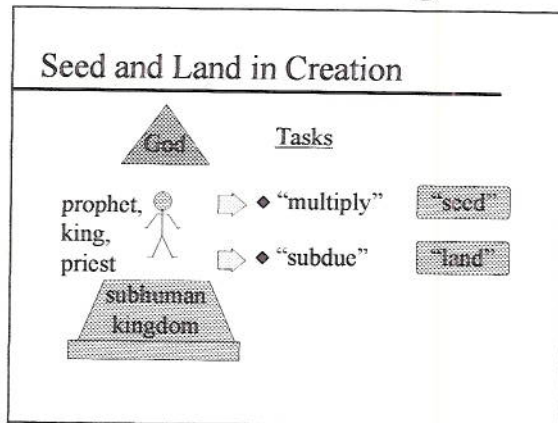 Seed and Land in Creation
God
Tasks
prophet,
king,
priest
“multiply”
“seed”
“subdue”
“land”
subhuman
kingdom